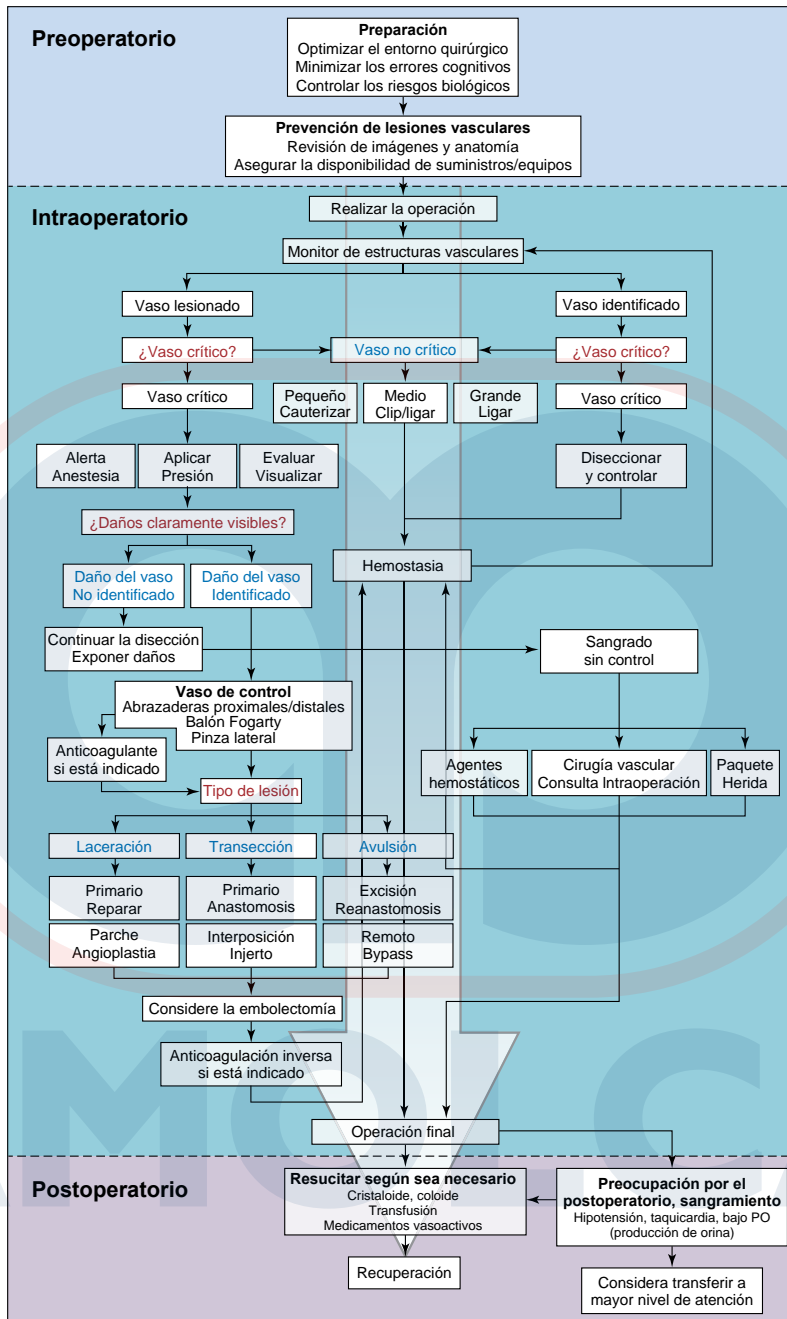 Preoperatorio
Preparación
Optimizar el entorno quirúrgico
Minimizar los errores cognitivos
Controlar los riesgos biológicos
Prevención de lesiones vasculares
Revisión de imágenes y anatomía
Asegurar la disponibilidad de suministros/equipos
Intraoperatorio
Realizar la operación
Monitor de estructuras vasculares
Vaso lesionado
Vaso identificado
¿Vaso crítico?
Vaso no crítico
¿Vaso crítico?
Vaso crítico
Pequeño
Cauterizar
Medio
Clip/ligar
Grande
Ligar
Vaso crítico
Alerta
Anestesia
Aplicar
Presión
Evaluar
Visualizar
Diseccionar
y controlar
¿Daños claramente visibles?
Hemostasia
Daño del vaso
No identificado
Daño del vaso
Identificado
Continuar la disección
Exponer daños
Sangrado
sin control
Vaso de control
Abrazaderas proximales/distales
Balón Fogarty
Pinza lateral
Anticoagulante
si está indicado
Agentes
hemostáticos
Cirugía vascular
Consulta Intraoperación
Paquete
Herida
Tipo de lesión
Laceración
Transección
Avulsión
Primario
Reparar
Primario
Anastomosis
Excisión
Reanastomosis
Parche
Angioplastia
Interposición
Injerto
Remoto
Bypass
Considere la embolectomía
Anticoagulación inversa
si está indicado
Operación final
Postoperatorio
Resucitar según sea necesario
Cristaloide, coloide
Transfusión
Medicamentos vasoactivos
Preocupación por el
postoperatorio, sangramiento
Hipotensión, taquicardia, bajo PO
(producción de orina)
Recuperación
Considera transferir a
mayor nivel de atención
AMOLCA